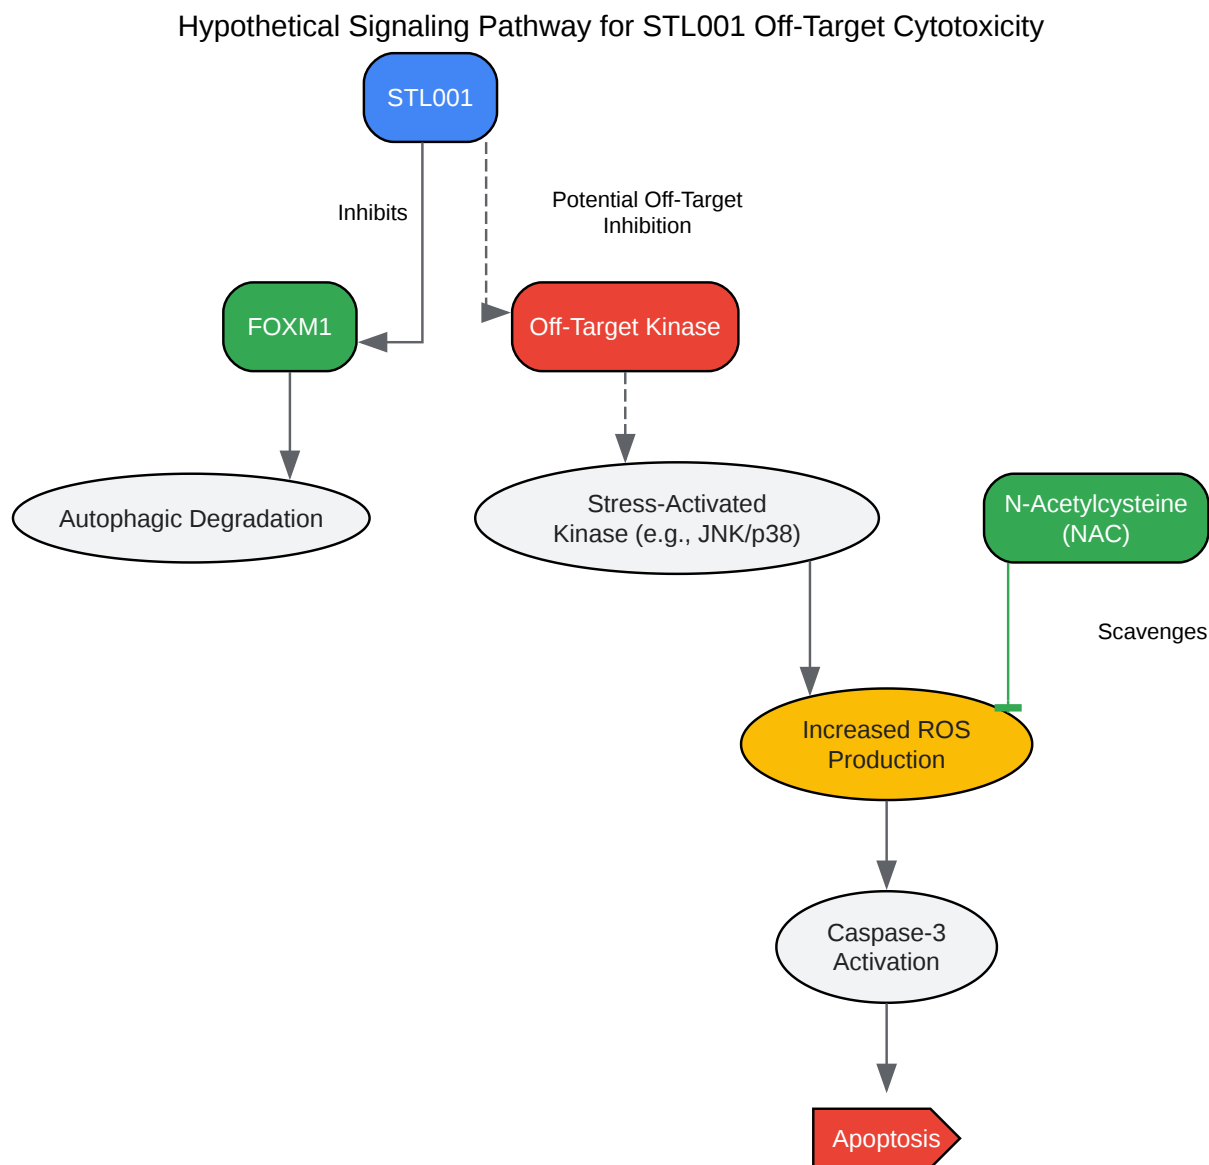 Hypothetical Signaling Pathway for STL001 Off-Target Cytotoxicity
STL001
Inhibits
Potential Off-Target
Inhibition
FOXM1
Off-Target Kinase
Autophagic Degradation
Stress-Activated
Kinase (e.g., JNK/p38)
N-Acetylcysteine
(NAC)
Scavenges
Increased ROS
Production
Caspase-3
Activation
Apoptosis